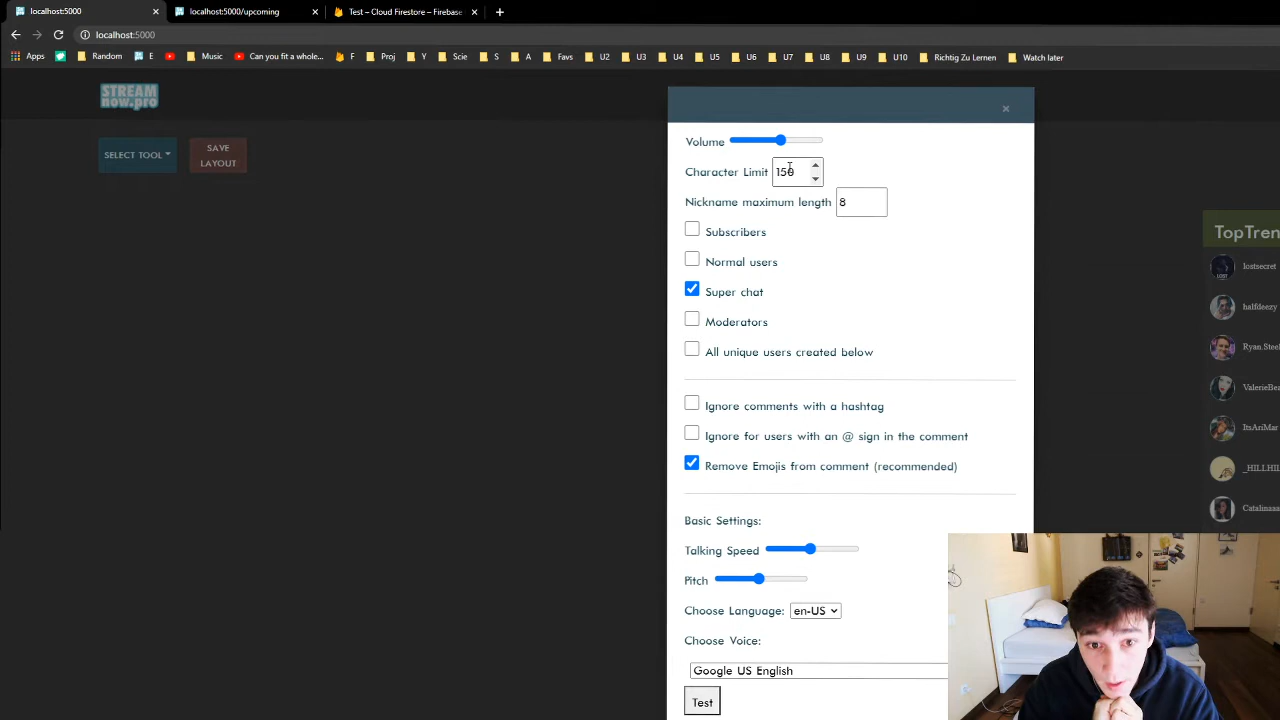 localhost:5000
localhost:5000/upcoming
Test – Cloud Firestore – Firebase
localhost:5000
Apps
Random
E
Music
Can you fit a whole...
F
Proj
Y
Scie
S
A
Favs
U2
U3
U4
U5
U6
U7
U8
U9
U10
Richtig Zu Lernen
Watch later
STREAM
now.pro
SELECT TOOL
SAVE
LAYOUT
Volume
Character Limit 150
Nickname maximum length 8
Subscribers
Normal users
Super chat
Moderators
All unique users created below
Ignore comments with a hashtag
Ignore for users with an @ sign in the comment
Remove Emojis from comment (recommended)
Basic Settings:
Talking Speed
Pitch
Choose Language: en-US
Choose Voice:
Google US English
Test
TopTren
lostsecret
LOST
halfdeezy
Ryan.Steel
ValerieBea
ItsAriMar
_HILLHIL
Catalinaaa